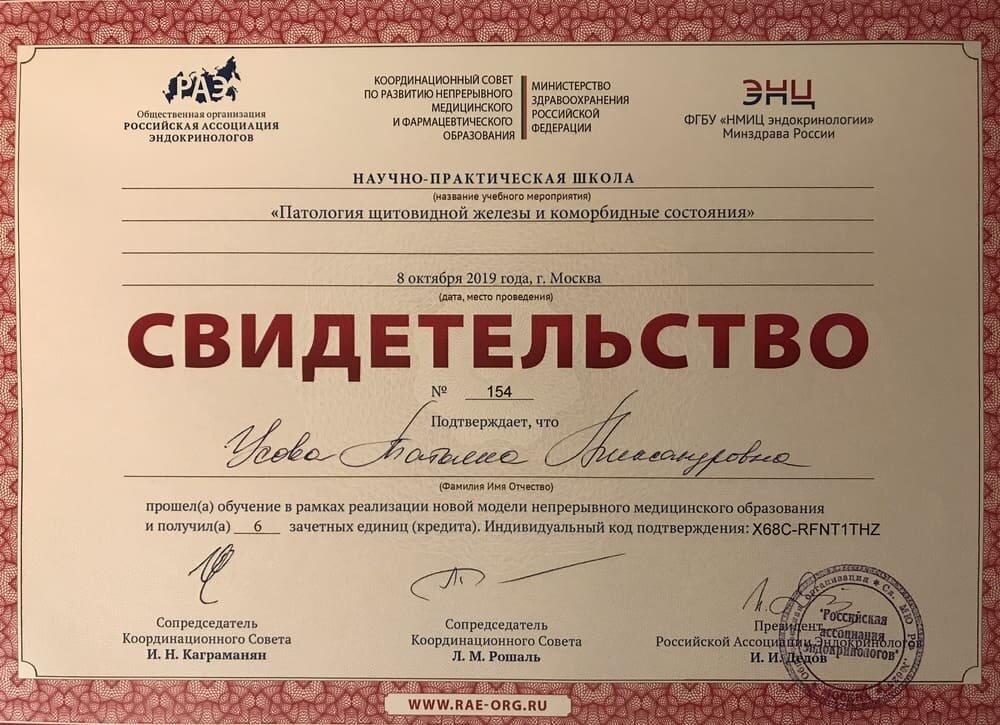 РАЭ
Общественная организация
РОССИЙСКАЯ АССОЦИАЦИЯ
ЭНДОКРИНОЛОГОВ
КООРДИНАЦИОННЫЙ СОВЕТ
ПО РАЗВИТИЮ НЕПРЕРЫВНОГО
МЕДИЦИНСКОГО
И ФАРМАЦЕВТИЧЕСКОГО
ОБРАЗОВАНИЯ
МИНИСТЕРСТВО
ЗДРАВООХРАНЕНИЯ
РОССИЙСКОЙ
ФЕДЕРАЦИИ
ЭНЦ
ФГБУ «НМИЦ эндокринологии»
Минздрава России
НАУЧНО-ПРАКТИЧЕСКАЯ ШКОЛА
(название учебного мероприятия)
«Патология щитовидной железы и коморбидные состояния»
8 октября 2019 года, г. Москва
(дата, место проведения)
СВИДЕТЕЛЬСТВО
№ 154
Подтверждает, что
Усова Наталия Александровна
(Фамилия Имя Отчество)
прошел(а) обучение в рамках реализации новой модели непрерывного медицинского образования
и получил(а) 6 зачетных единиц (кредита). Индивидуальный код подтверждения: X68C-RFNT1THZ
Сопредседатель
Координационного Совета
И. Н. Каграманян
Сопредседатель
Координационного Совета
Л. М. Рошаль
Президент
Российской Ассоциации Эндокринологов
И. И. Дедов
"Российская
ассоциация
эндокринологов"
WWW.RAE-ORG.RU